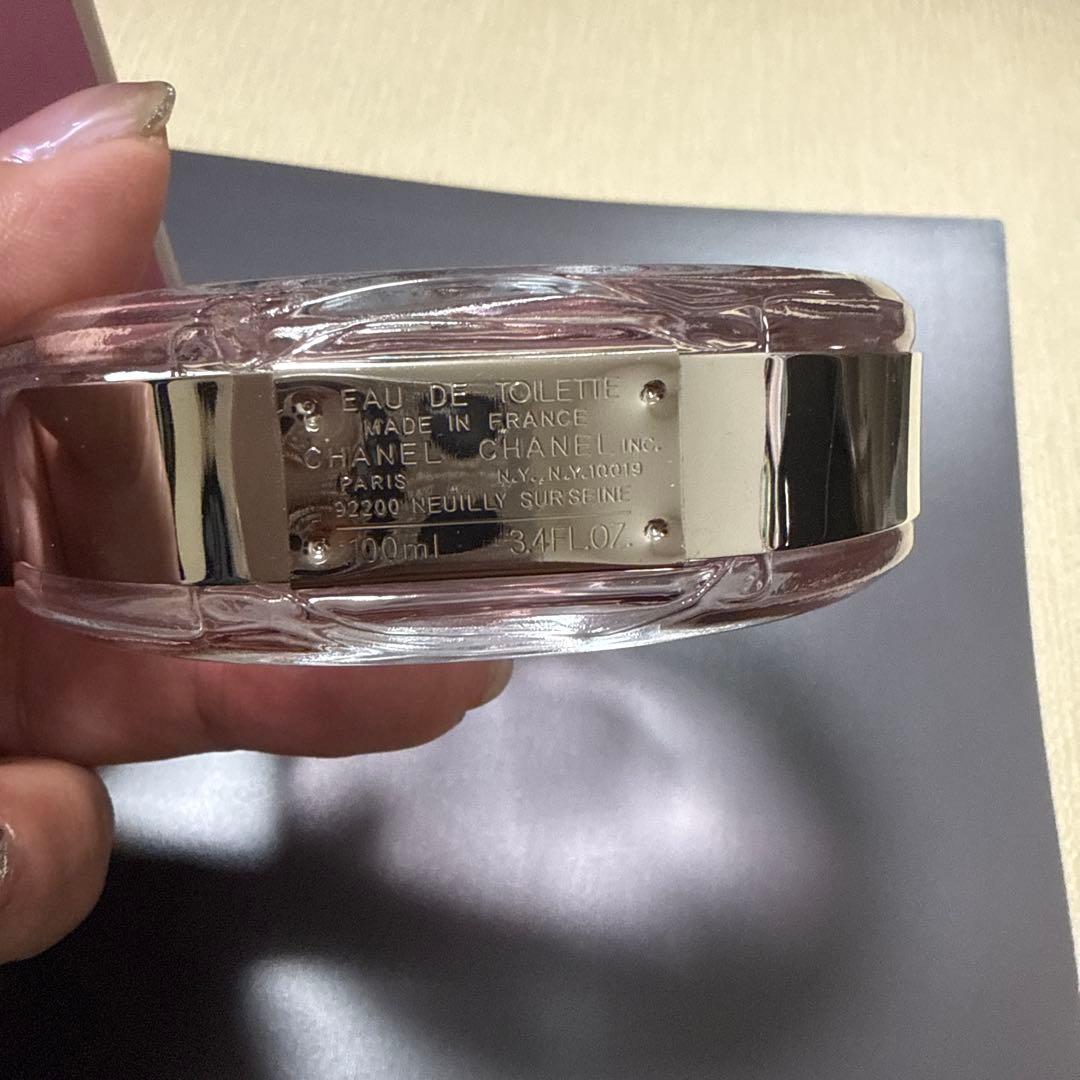 EAU DE TOILETTE
MADE IN FRANCE
CHANEL CHANEL INC.
PARIS N.Y., N.Y.10019
92200 NEUILLY SUR SEINE
100ml 3.4FL.OZ.